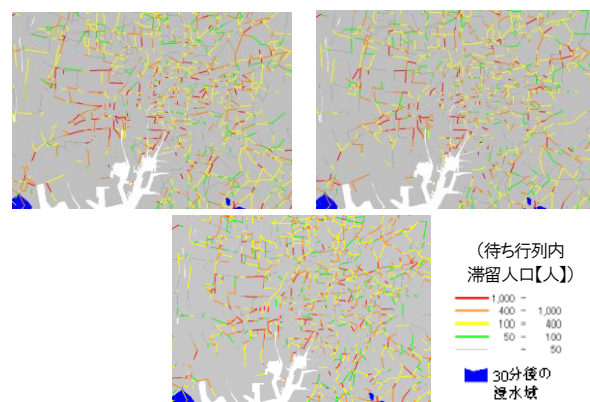 (待ち行列内
滞留人口【人】)
1,000 -
400 - 1,000
100 - 400
50 - 100
- 50
30分後の
浸水域